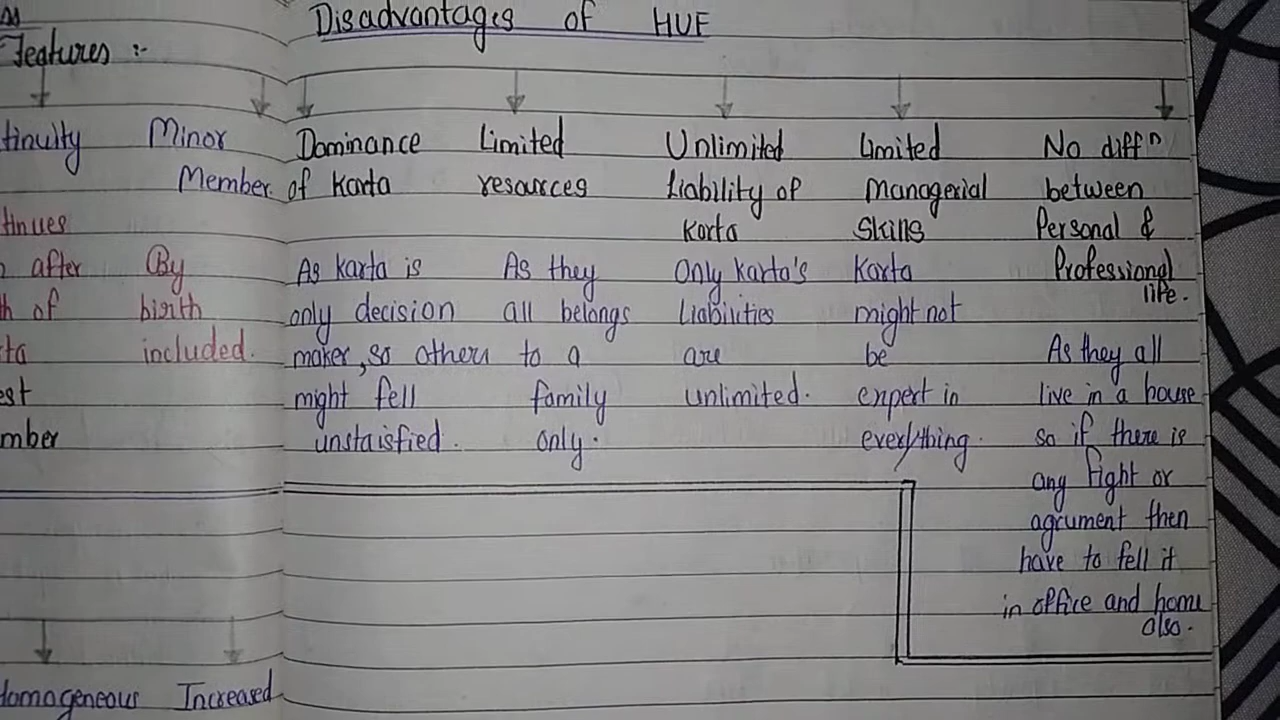 Features :-
tinuity
tinues
after
th of
est
mber
Minor
Member
By
birth
included.
Homogeneous
Increased
Disadvantages of HUF
Dominance
of Karta
As karta is
only decision
maker, so others
might fell
unstaisfied.
Limited
resources
As they
all belongs
to a
family
only.
Unlimited
Liability of
Karta
Only karta's
Liabilities
are
unlimited.
Limited
Managerial
Skills
Karta
might not
be
expert in
everything.
No diffn
between
Personal &
Professional
life.
As they all
live in a house
so if there is
any fight or
agrument then
have to fell it
in office and home
also.